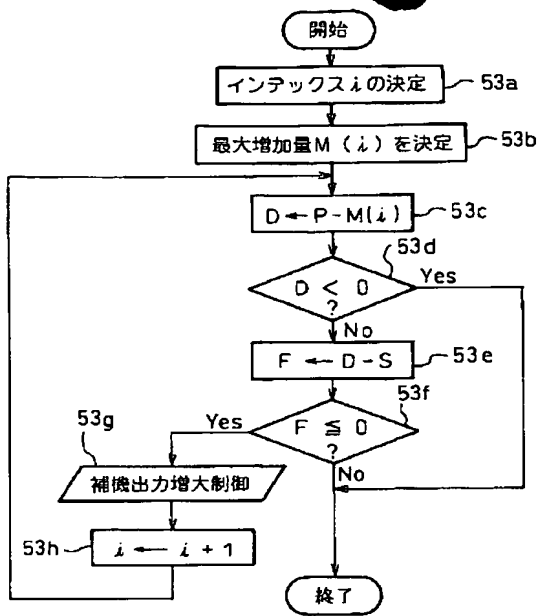 開始
インデックスiの決定
53a
最大増加量M (i) を決定
53b
D←P-M(i)
53c
53d
D < 0
?
Yes
No
F ← D-S
53e
53f
F ≦ 0
?
Yes
No
53g
補機出力増大制御
53h
i ← i + 1
終了